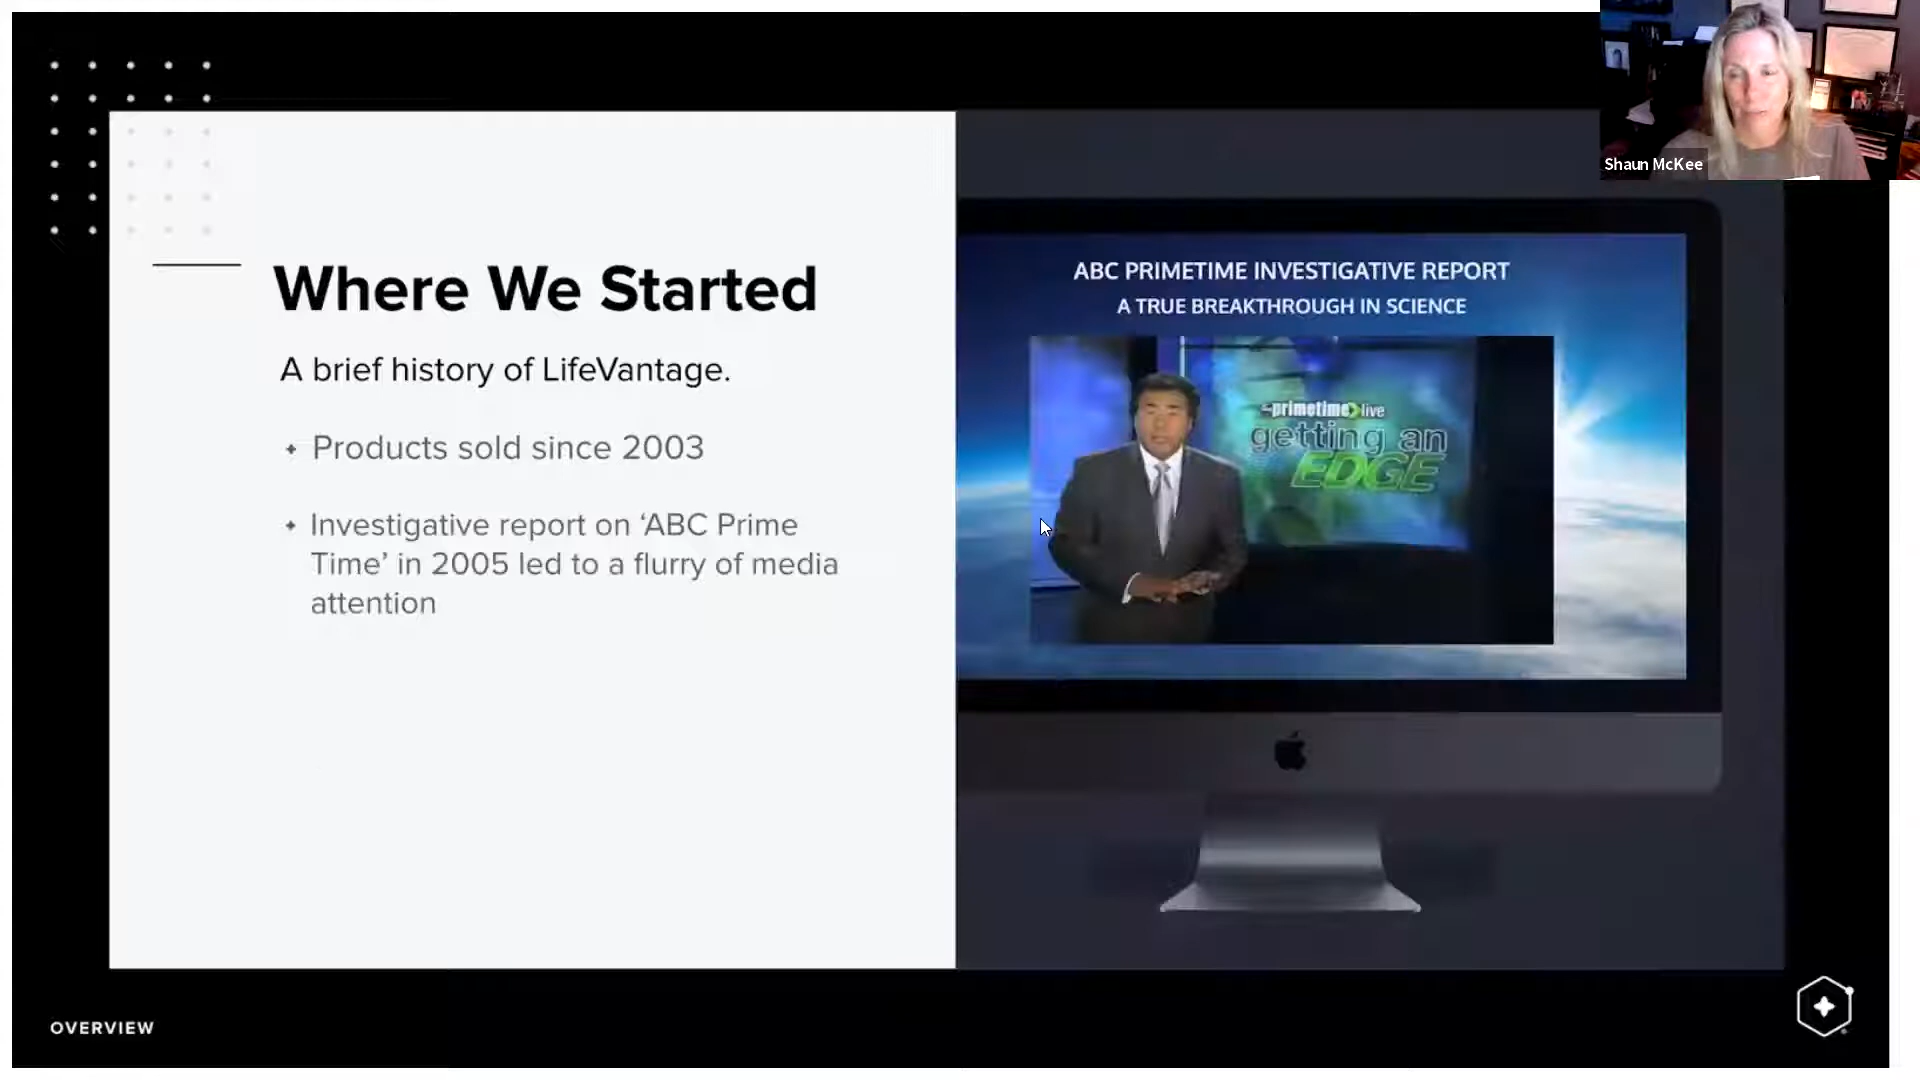 Shaun McKee
Where We Started
A brief history of LifeVantage.
Products sold since 2003
Investigative report on ‘ABC Prime
Time’ in 2005 led to a flurry of media
attention
ABC PRIMETIME INVESTIGATIVE REPORT
A TRUE BREAKTHROUGH IN SCIENCE
primetime live
getting an
EDGE
OVERVIEW